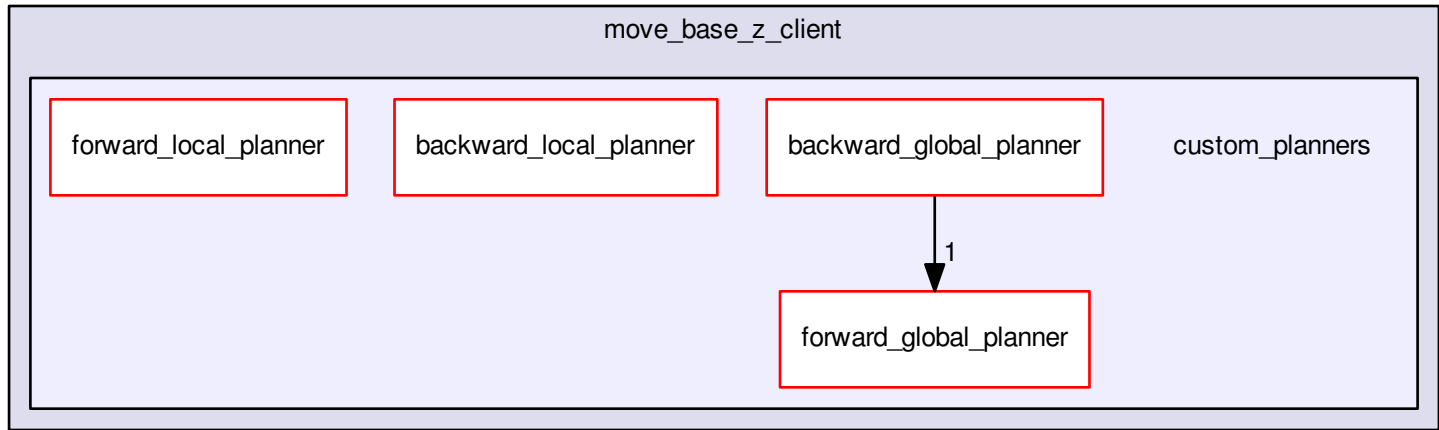 move_base_z_client
forward_local_planner
backward_local_planner
backward_global_planner
custom_planners
1
forward_global_planner